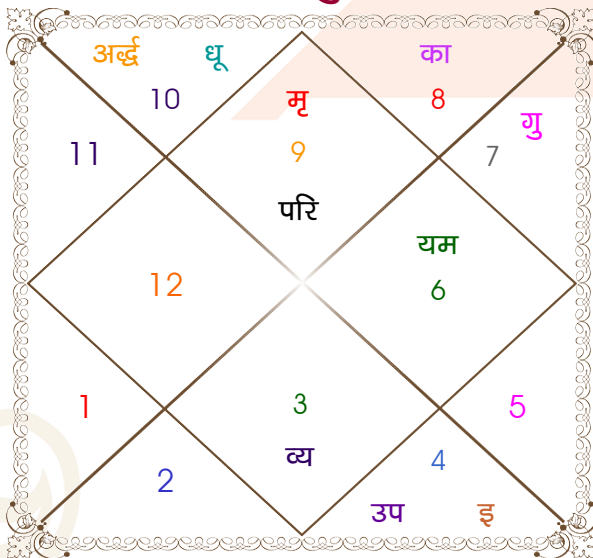 अर्द्ध धू का
10 मृ 8 गु
11 9 7
परि
यम
12 6
1 3 5
2 व्य 4
उप इ